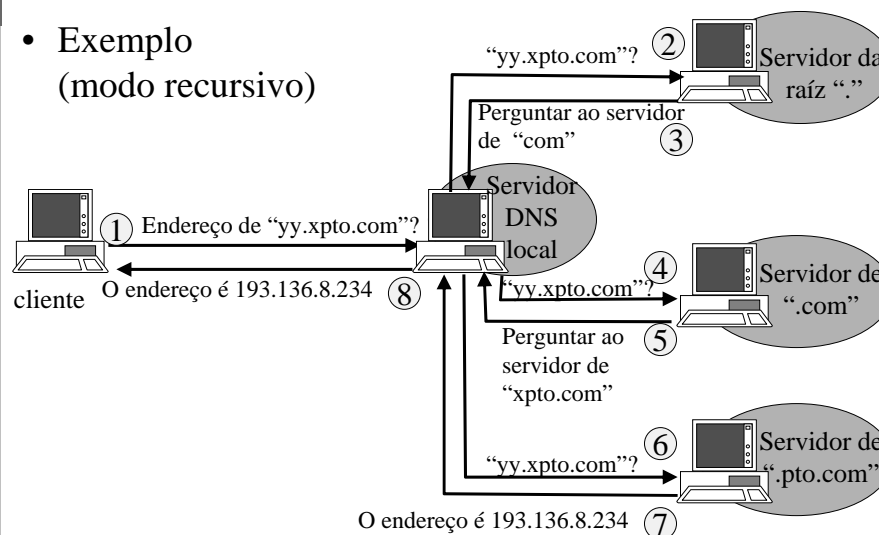 • Exemplo
(modo recursivo)
"yy.xpto.com"?
2
Servidor da
raíz "."
Perguntar ao servidor
de "com"
3
Servidor
DNS
local
1
Endereço de "yy.xpto.com"?
cliente
O endereço é 193.136.8.234
8
"yy.xpto.com"?
4
Servidor de
".com"
Perguntar ao
servidor de
"xpto.com"
5
"yy.xpto.com"?
6
Servidor de
".pto.com"
O endereço é 193.136.8.234
7